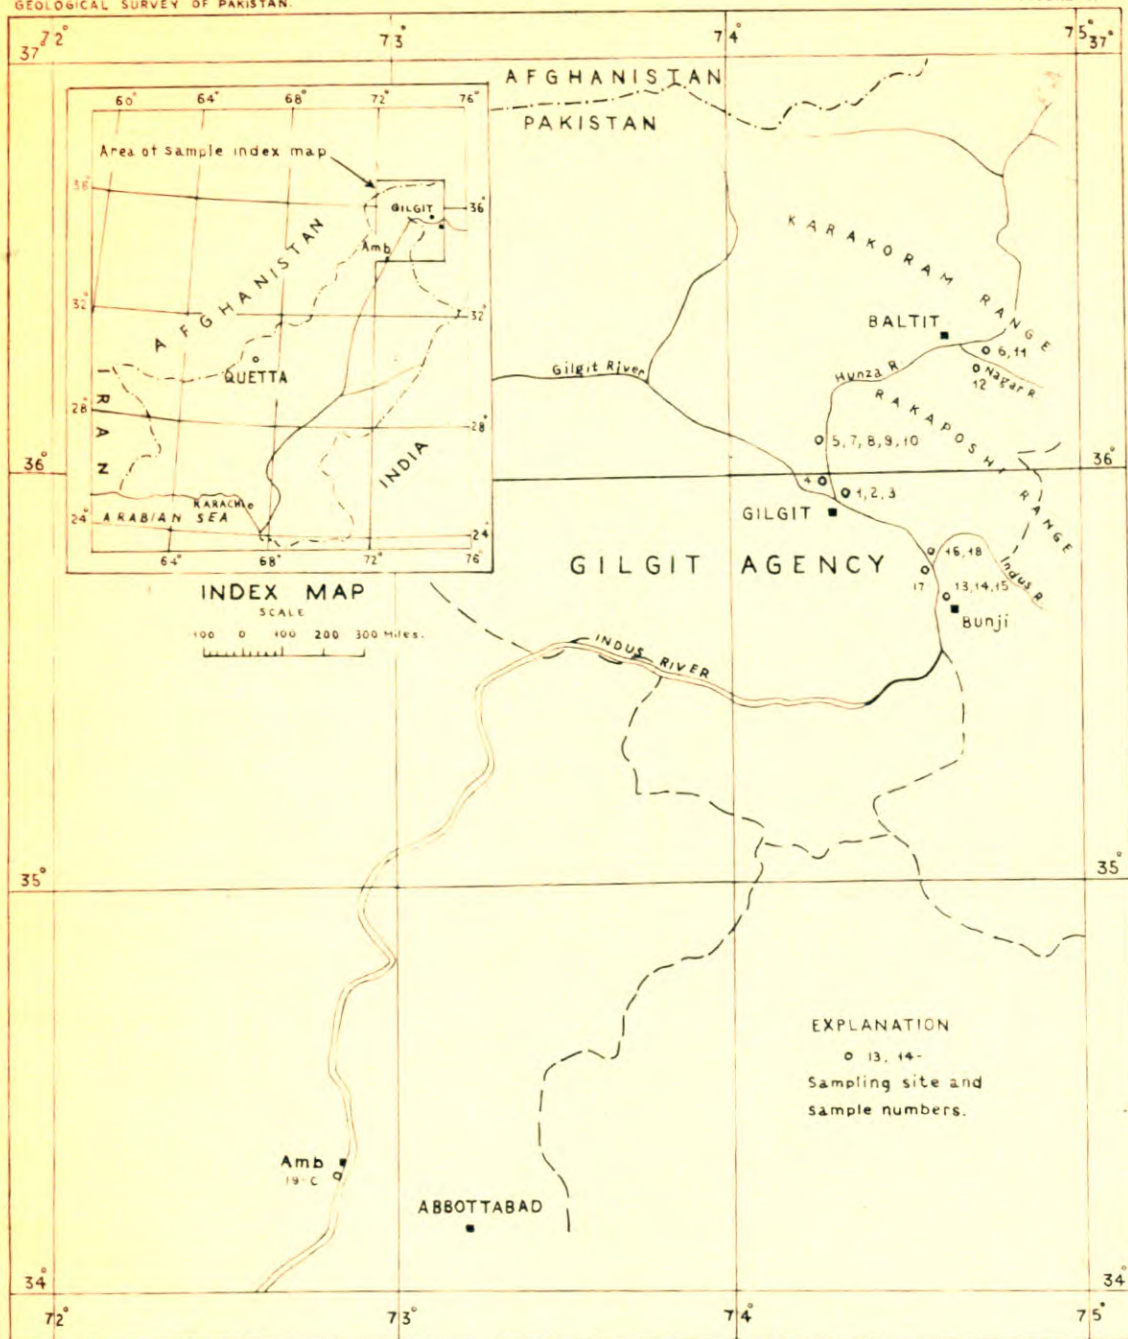 GEOLOGICAL SURVEY OF PAKISTAN.
72° 73° 74° 75°
37° 37°
AFGHANISTAN
PAKISTAN
60° 64° 68° 72° 76°
Area of sample index map
36° 36°
GILGIT
Amb
AFGHANISTAN
32° 32°
QUETTA
IRAN
28° 28°
INDIA
KARACHI
ARABIAN SEA
24° 24°
64° 68° 72° 76°
INDEX MAP
SCALE
100 0 100 200 300 Miles.
KARAKORAM RANGE
BALTIT
6, 11
Gilgit River
Hunza R.
Nagar R.
12
RAKAPOSHI RANGE
5, 7, 8, 9, 10
36° 36°
4
1, 2, 3
GILGIT
GILGIT AGENCY
16, 18
Indus R.
17
13, 14, 15
Bunji
INDUS RIVER
35° 35°
EXPLANATION
13, 14-
Sampling site and
sample numbers.
Amb
19-C
ABBOTTABAD
34° 34°
72° 73° 74° 75°